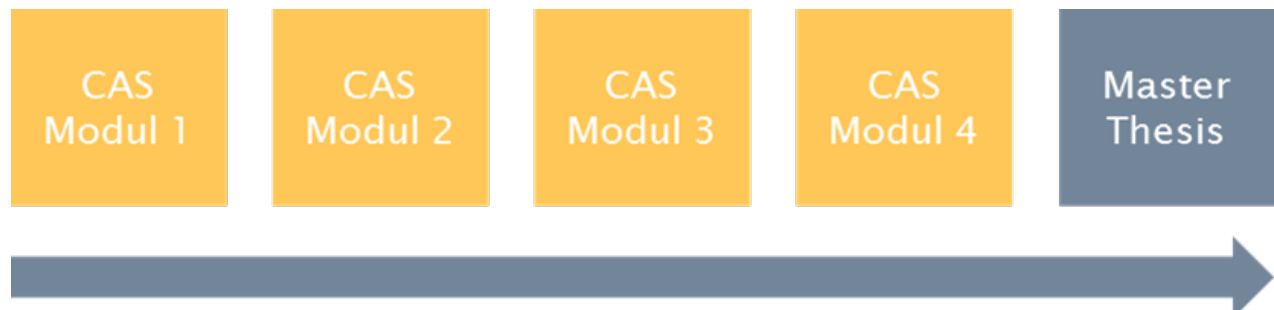 CAS
Modul 1
CAS
Modul 2
CAS
Modul 3
CAS
Modul 4
Master
Thesis